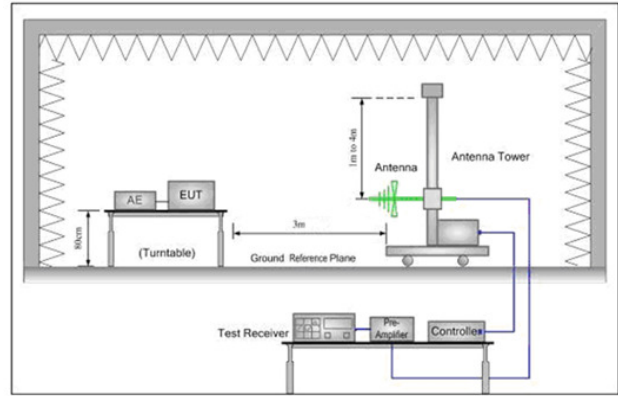 1m to 4m
Antenna
Antenna Tower
AE
EUT
80cm
(Turntable)
3m
Ground Reference Plane
Test Receiver
Pre-
Amplifier
Controller